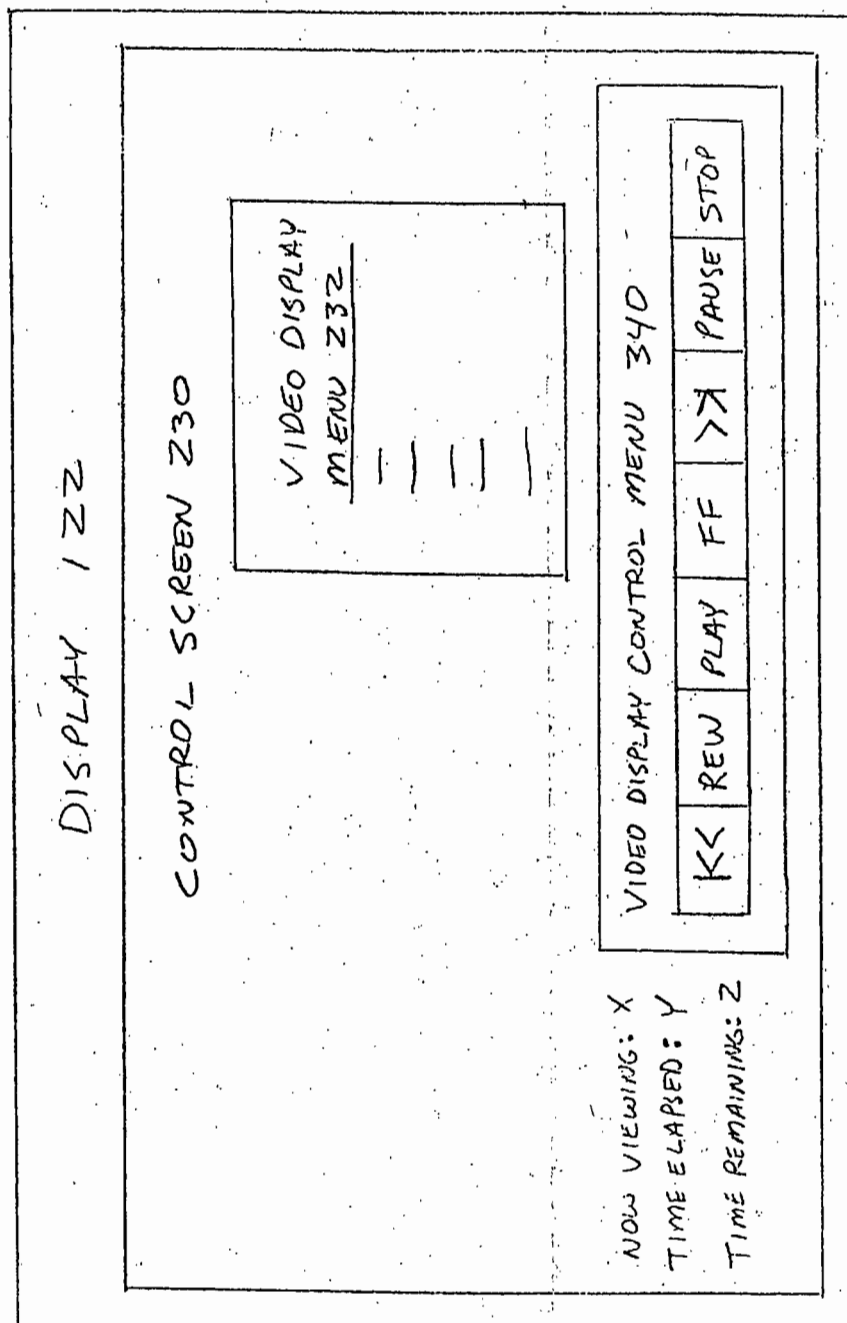 DISPLAY 122
CONTROL SCREEN 230
VIDEO DISPLAY
MENU 232
NOW VIEWING: X
TIME ELAPSED: Y
TIME REMAINING: Z
VIDEO DISPLAY CONTROL MENU 340
K< REW PLAY FF >K PAUSE STOP